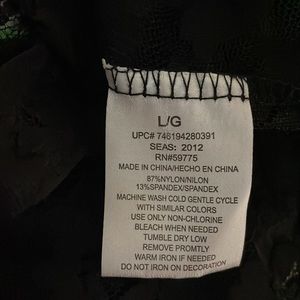 L/G
UPC# 746194280391
SEAS: 2012
RN#59775
MADE IN CHINA/HECHO EN CHINA
87%NYLON/NILON
13%SPANDEX/SPANDEX
MACHINE WASH COLD GENTLE CYCLE
WITH SIMILAR COLORS
USE ONLY NON-CHLORINE
BLEACH WHEN NEEDED
TUMBLE DRY LOW
REMOVE PROMTLY
WARM IRON IF NEEDED
DO NOT IRON ON DECORATION